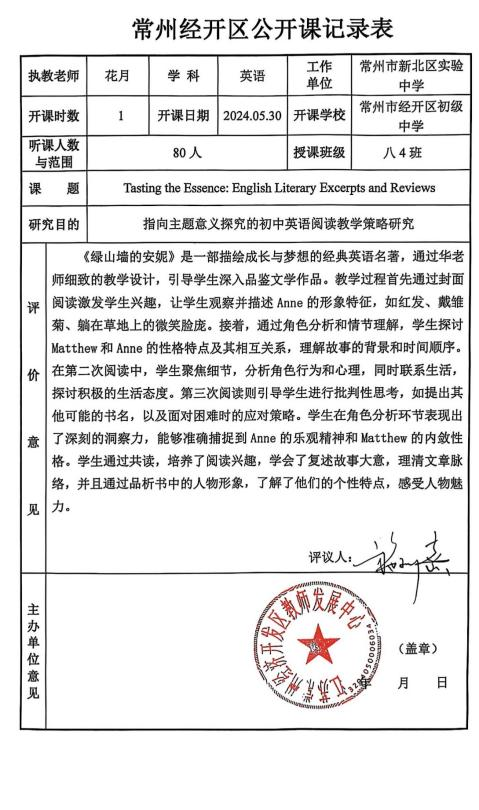 常州经开区公开课记录表
执教老师 花月 学 科 英语 工作单位 常州市新北区实验中学
开课时数 1 开课日期 2024.05.30 开课学校 常州市经开区初级中学
听课人数与范围 80 人 授课班级 八 4 班
课 题 Tasting the Essence: English Literary Excerpts and Reviews
研究目的 指向主题意义探究的初中英语阅读教学策略研究
评价意见
《绿山墙的安妮》是一部描绘成长与梦想的经典英语名著，通过华老
师细致的教学设计，引导学生深入品鉴文学作品。教学过程首先通过封面
阅读激发学生兴趣，让学生观察并描述 Anne 的形象特征，如红发、戴雏
菊、躺在草地上的微笑脸庞。接着，通过角色分析和情节理解，学生探讨
Matthew 和 Anne 的性格特点及其相互关系，理解故事的背景和时间顺序。
在第二次阅读中，学生聚焦细节，分析角色行为和心理，同时联系生活，
探讨积极的生活态度。第三次阅读则引导学生进行批判性思考，如提出其
他可能的书名，以及面对困难时的应对策略。学生在角色分析环节表现出
了深刻的洞察力，能够准确捕捉到 Anne 的乐观精神和 Matthew 的内敛性
格。学生通过共读，培养了阅读兴趣，学会了复述故事大意，理清文章脉
络，并且通过品析书中的人物形象，了解了他们的个性特点，感受人物魅
力。
评议人：
主办单位意见
（盖章）
年 月 日